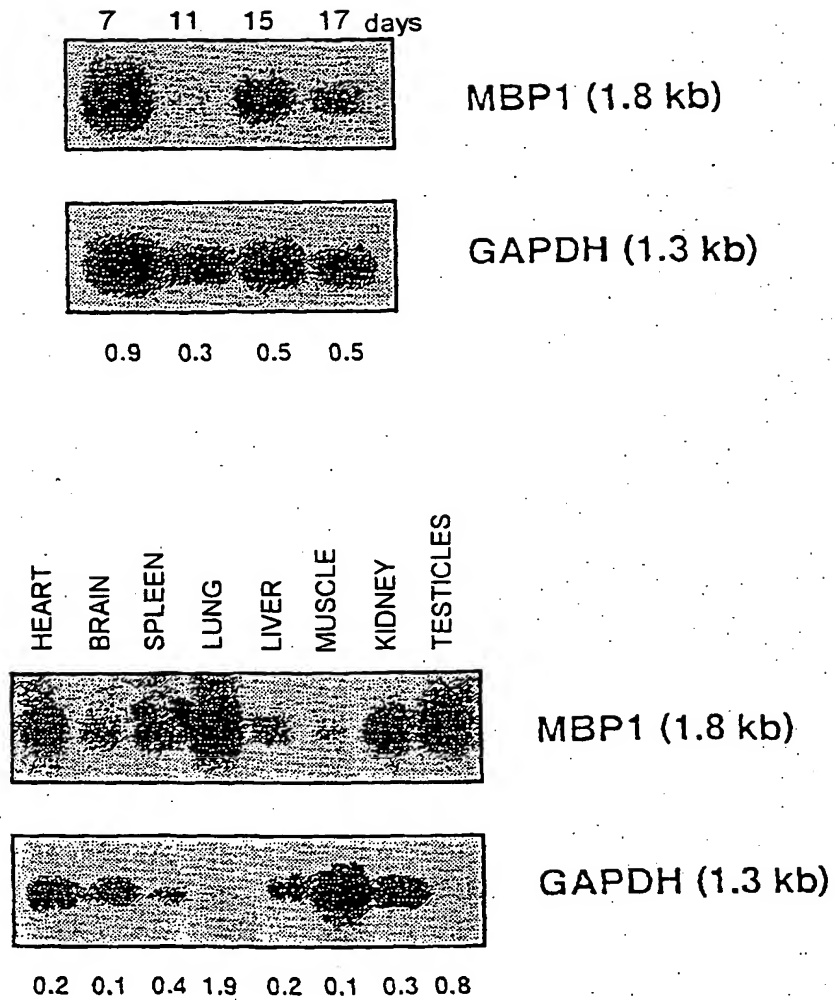 7 11 15 17 days
MBP1 (1.8 kb)
GAPDH (1.3 kb)
0.9 0.3 0.5 0.5
HEART BRAIN SPLEEN LUNG LIVER MUSCLE KIDNEY TESTICLES
MBP1 (1.8 kb)
GAPDH (1.3 kb)
0.2 0.1 0.4 1.9 0.2 0.1 0.3 0.8